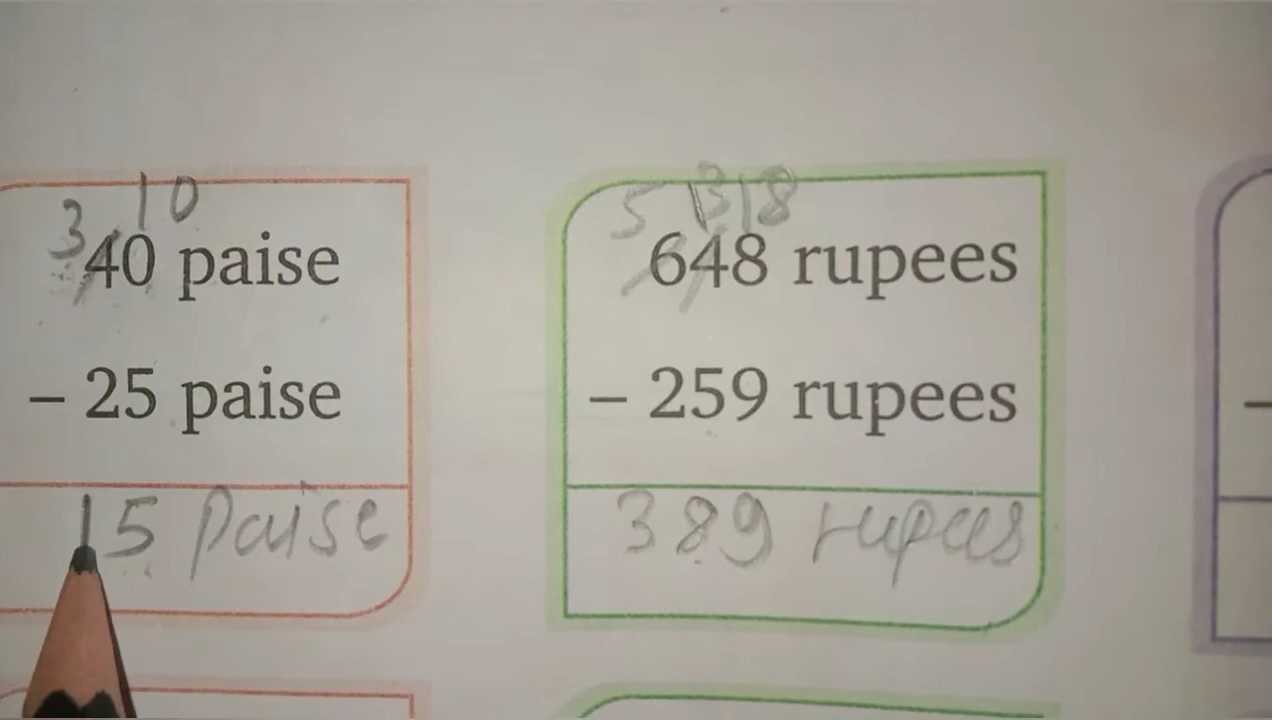 3 10
40 paise
– 25 paise
15 paise
5 13 18
648 rupees
– 259 rupees
389 rupees
–